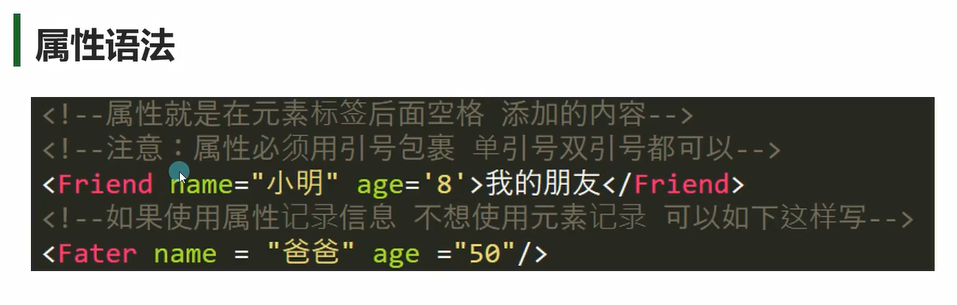 属性语法
<!--属性就是在元素标签后面空格 添加的内容-->
<!--注意：属性必须用引号包裹 单引号双引号都可以-->
<Friend name="小明" age='8'>我的朋友</Friend>
<!--如果使用属性记录信息 不想使用元素记录 可以如下这样写-->
<Fater name = "爸爸" age ="50"/>